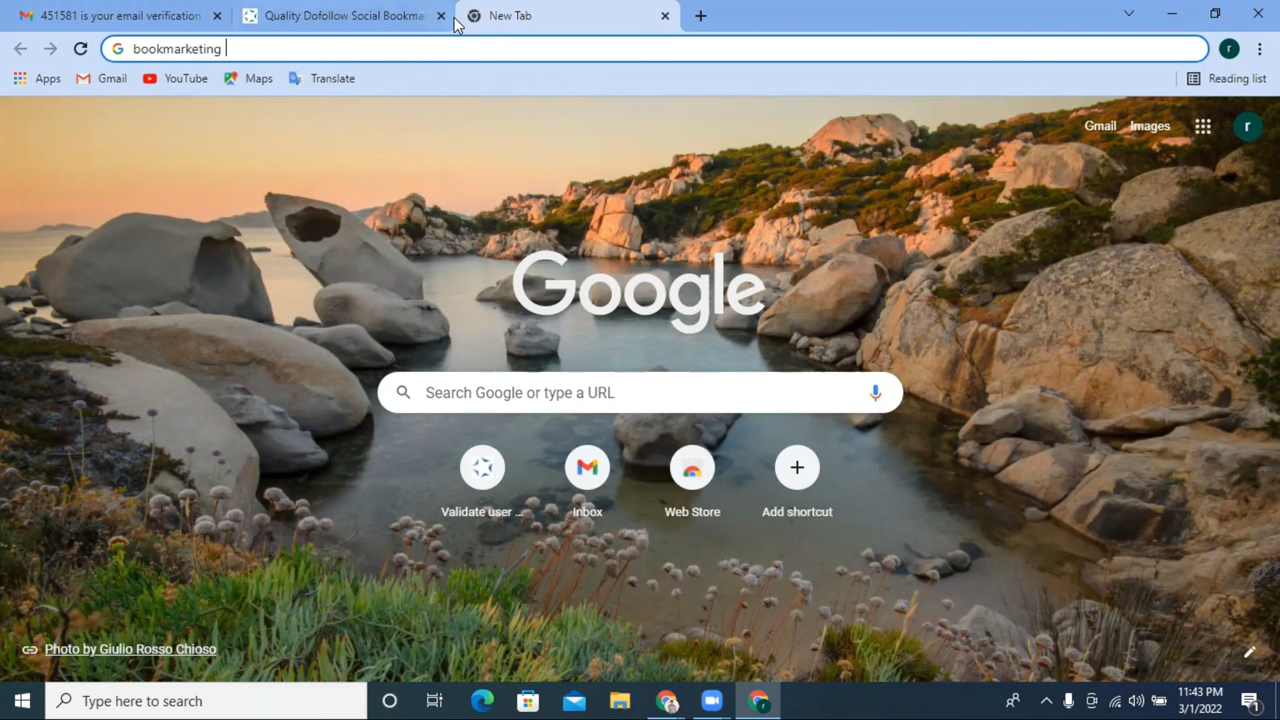 451581 is your email verification
Quality Dofollow Social Bookma
New Tab
bookmarketing
r
Apps
Gmail
YouTube
Maps
Translate
Reading list
Gmail
Images
r
Google
Search Google or type a URL
Validate user ...
Inbox
Web Store
Add shortcut
Photo by Giulio Rosso Chioso
Type here to search
11:43 PM
3/1/2022
1